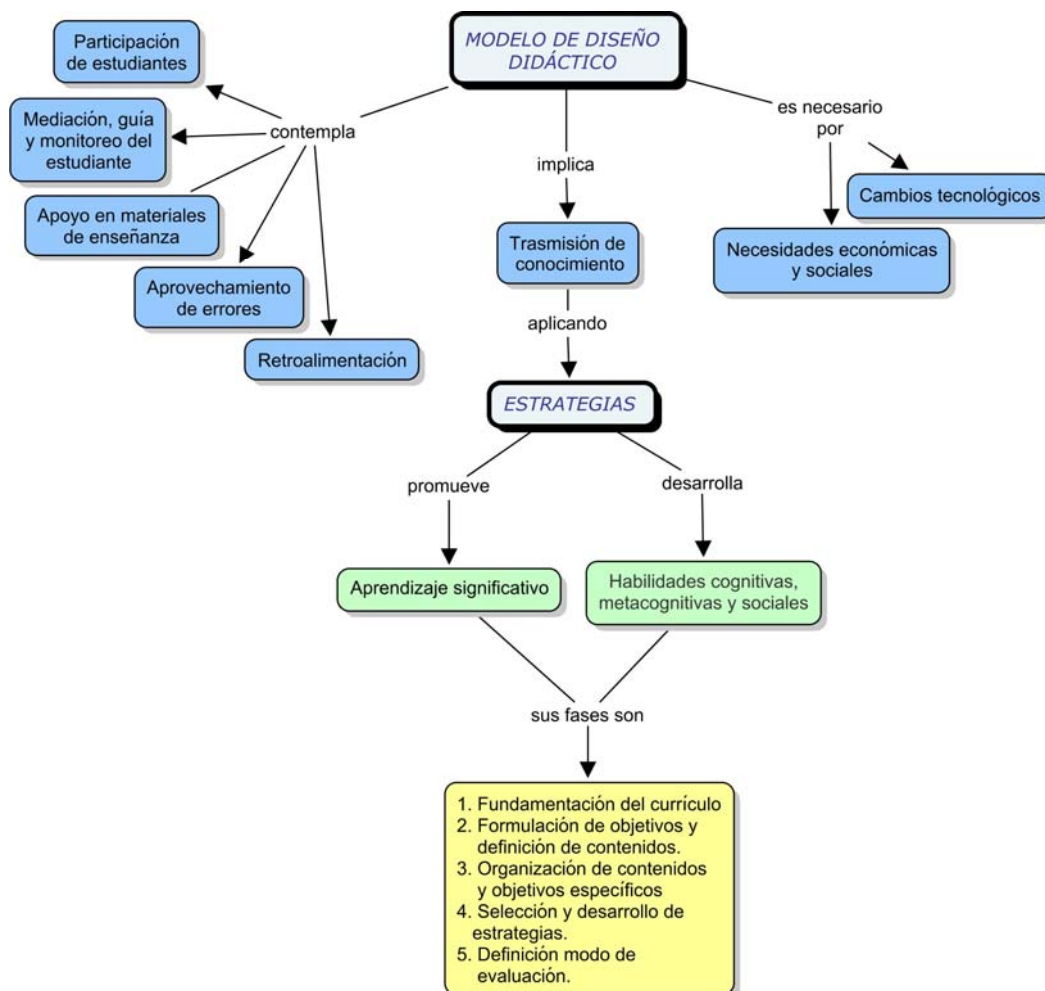 MODELO DE DISEÑO
DIDÁCTICO
Participación
de estudiantes
Mediación, guía
y monitoreo del
estudiante
contempla
Apoyo en materiales
de enseñanza
Aprovechamiento
de errores
Retroalimentación
implica
Trasmisión de
conocimiento
aplicando
es necesario
por
Cambios tecnológicos
Necesidades económicas
y sociales
ESTRATEGIAS
promueve
desarrolla
Aprendizaje significativo
Habilidades cognitivas,
metacognitivas y sociales
sus fases son
1. Fundamentación del currículo
2. Formulación de objetivos y
definición de contenidos.
3. Organización de contenidos
y objetivos específicos
4. Selección y desarrollo de
estrategias.
5. Definición modo de
evaluación.